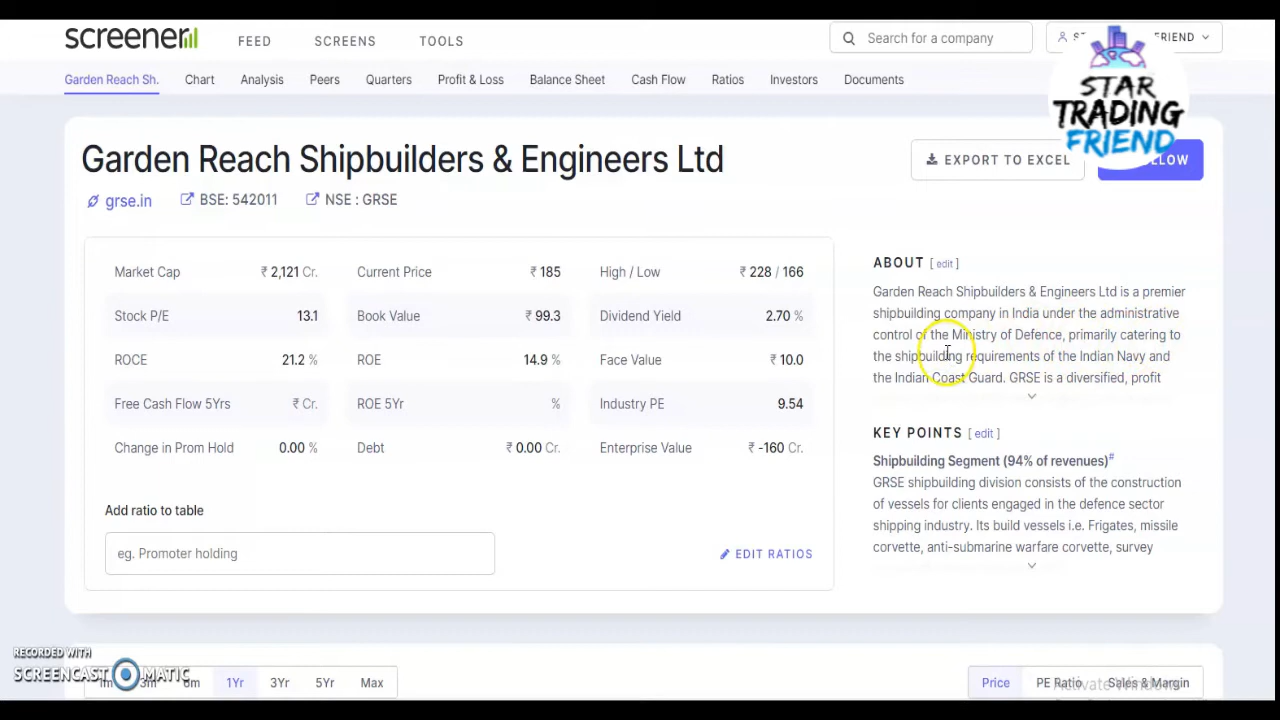 screener FEED SCREENS TOOLS Search for a company FRIEND
Garden Reach Sh. Chart Analysis Peers Quarters Profit & Loss Balance Sheet Cash Flow Ratios Investors Documents
STAR
TRADING
FRIEND
Garden Reach Shipbuilders & Engineers Ltd
EXPORT TO EXCEL
grse.in BSE: 542011 NSE : GRSE
Market Cap ₹ 2,121 Cr. Current Price ₹ 185 High / Low ₹ 228 / 166
Stock P/E 13.1 Book Value ₹ 99.3 Dividend Yield 2.70 %
ROCE 21.2 % ROE 14.9 % Face Value ₹ 10.0
Free Cash Flow 5Yrs ₹ Cr. ROE 5Yr % Industry PE 9.54
Change in Prom Hold 0.00 % Debt ₹ 0.00 Cr. Enterprise Value ₹ -160 Cr.
Add ratio to table
eg. Promoter holding
EDIT RATIOS
ABOUT [ edit ]
Garden Reach Shipbuilders & Engineers Ltd is a premier
shipbuilding company in India under the administrative
control of the Ministry of Defence, primarily catering to
the shipbuilding requirements of the Indian Navy and
the Indian Coast Guard. GRSE is a diversified, profit
KEY POINTS [ edit ]
Shipbuilding Segment (94% of revenues)#
GRSE shipbuilding division consists of the construction
of vessels for clients engaged in the defence sector
shipping industry. Its build vessels i.e. Frigates, missile
corvette, anti-submarine warfare corvette, survey
RECORDED WITH
SCREENCAST MATIC
1m 3m 6m 1Yr 3Yr 5Yr Max
Price PE Ratio Sales & Margin
Activate Windows